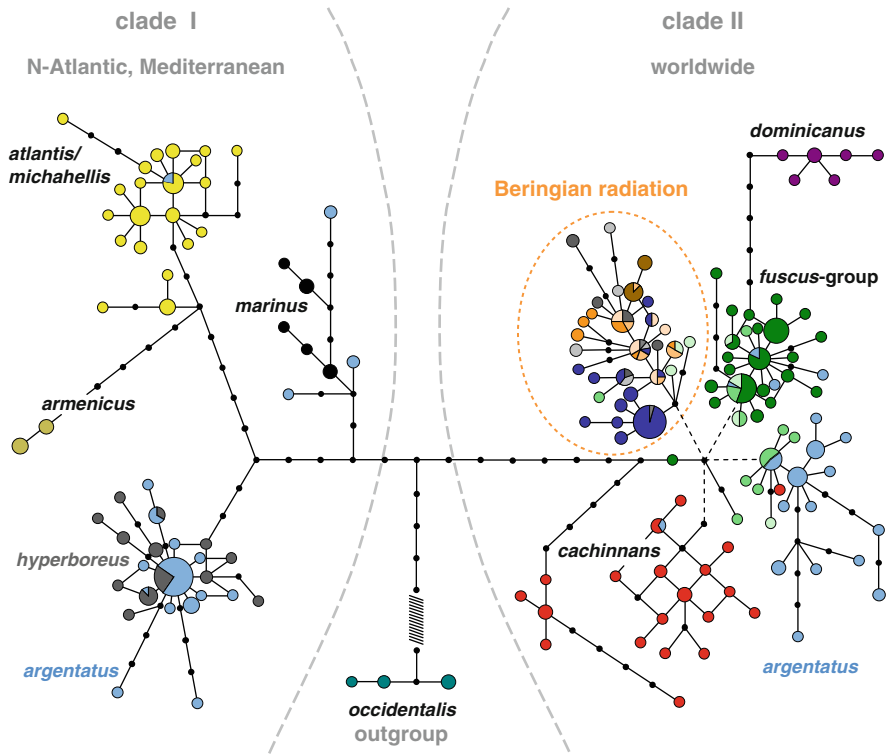 clade I
N-Atlantic, Mediterranean
clade II
worldwide
atlantis/
michahellis
marinus
armenicus
hyperboreus
argentatus
occidentalis
outgroup
Beringian radiation
dominicanus
fuscus-group
cachinnans
argentatus